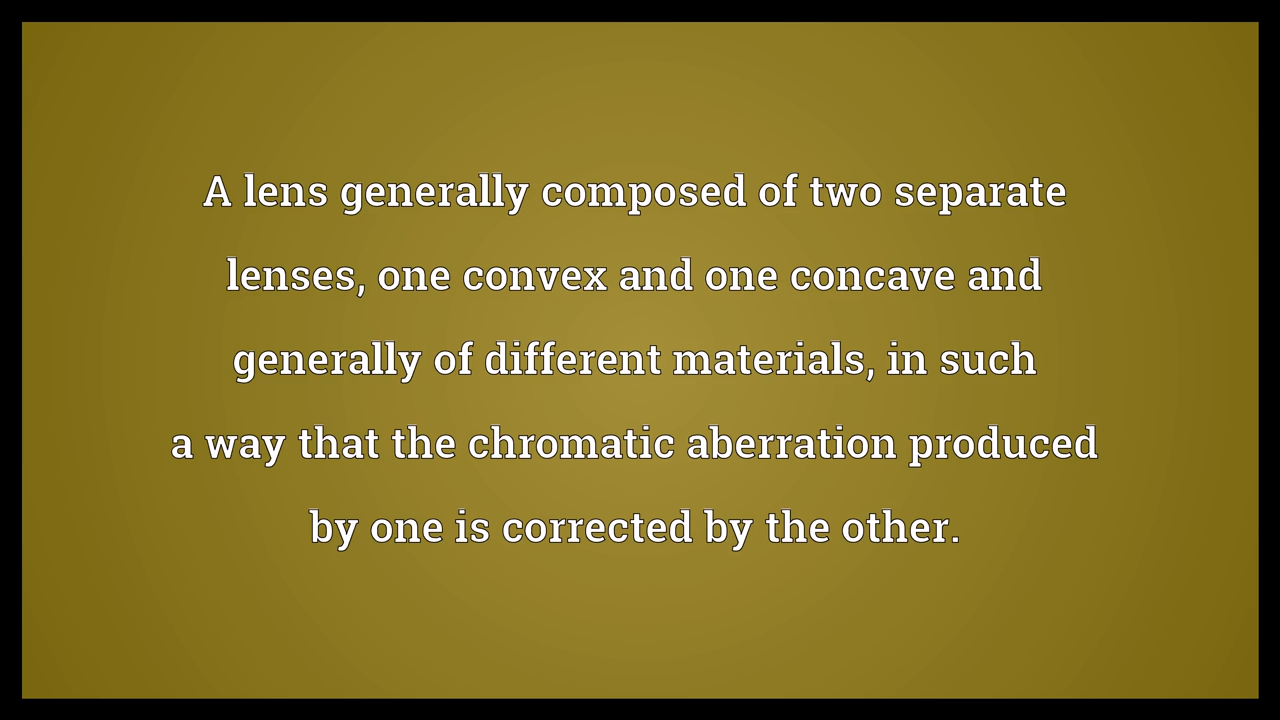 A lens generally composed of two separate
lenses, one convex and one concave and
generally of different materials, in such
a way that the chromatic aberration produced
by one is corrected by the other.